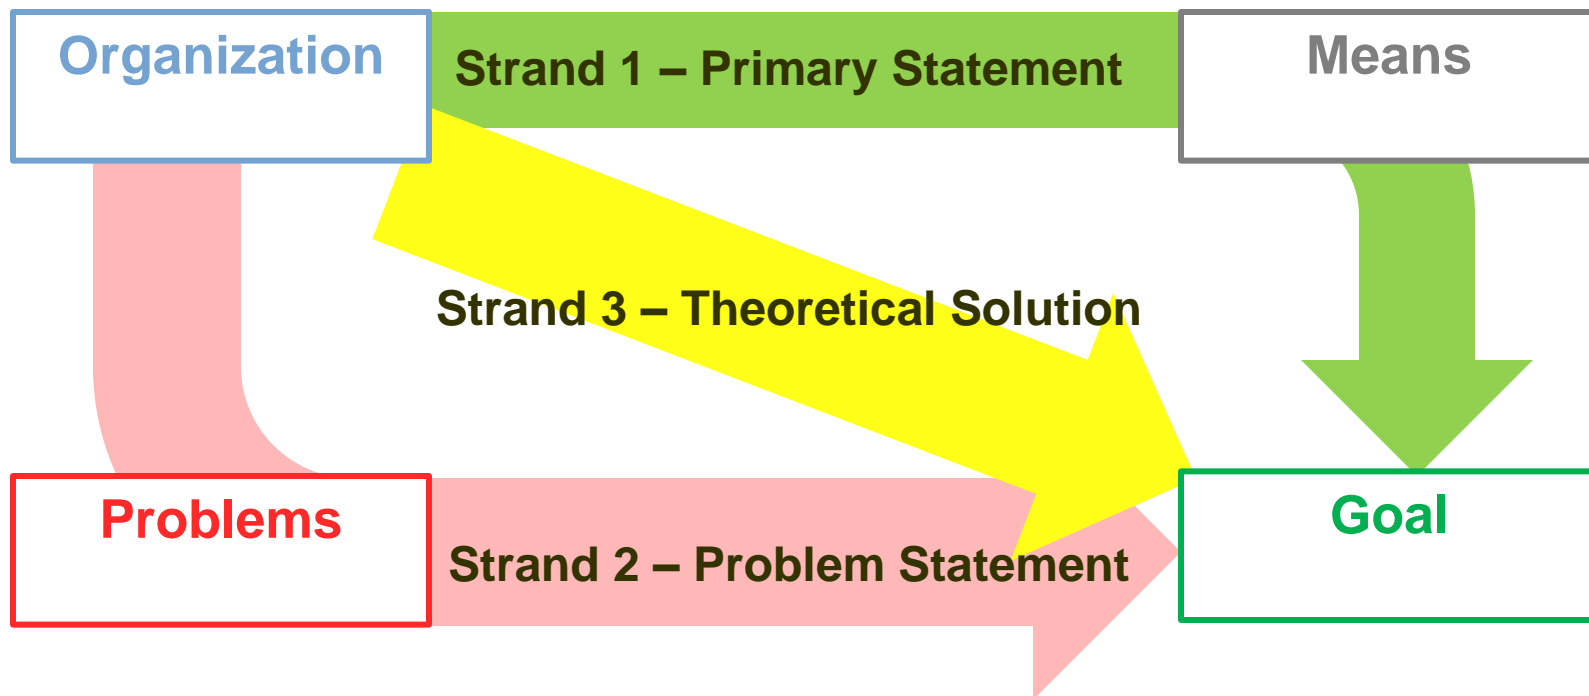 Organization
Strand 1 – Primary Statement
Means
Strand 3 – Theoretical Solution
Problems
Strand 2 – Problem Statement
Goal